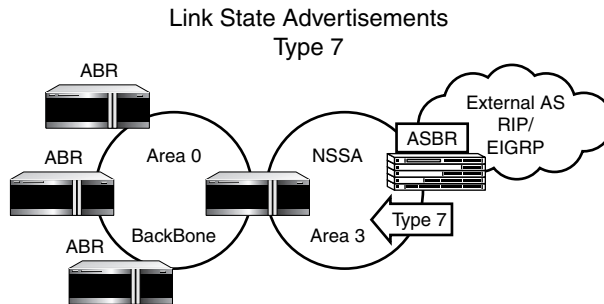 Link State Advertisements
Type 7
ABR
External AS
RIP/
EIGRP
ASBR
ABR
Area 0
NSSA
Type 7
BackBone
Area 3
ABR